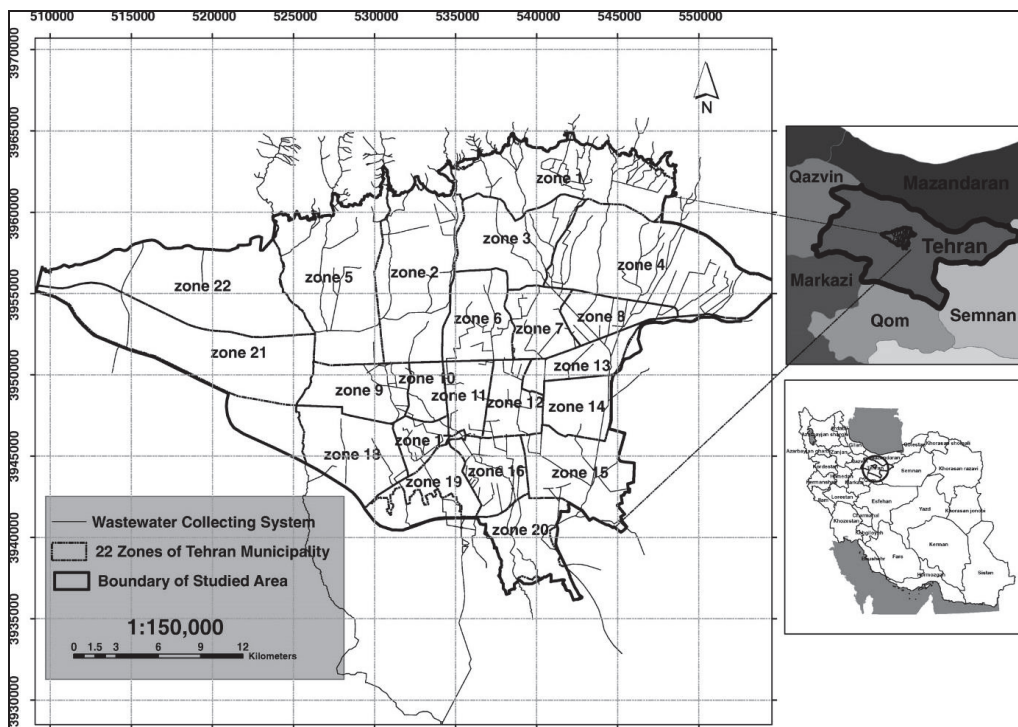 510000 515000 520000 525000 530000 535000 540000 545000 550000
3970000
3965000
3960000
3955000
3950000
3945000
3940000
3935000
3930000
N
zone 1
zone 3
zone 4
zone 22
zone 5
zone 2
zone 6
zone 7
zone 8
zone 21
zone 13
zone 10
zone 9
zone 11
zone 12
zone 14
zone 1
zone 18
zone 16
zone 15
zone 19
zone 20
Wastewater Collecting System
22 Zones of Tehran Municipality
Boundary of Studied Area
1:150,000
0 1.5 3 6 9 12
Kilometers
Qazvin
Mazandaran
Tehran
Markazi
Qom
Semnan
Khorasan razavi
Semnan
Esfehan
Yazd
Khozestan
Kerman
Fars
Sistan